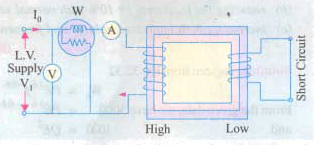 I₀
W
A
L.V.
Supply
V₁
V
High
Low
Short Circuit